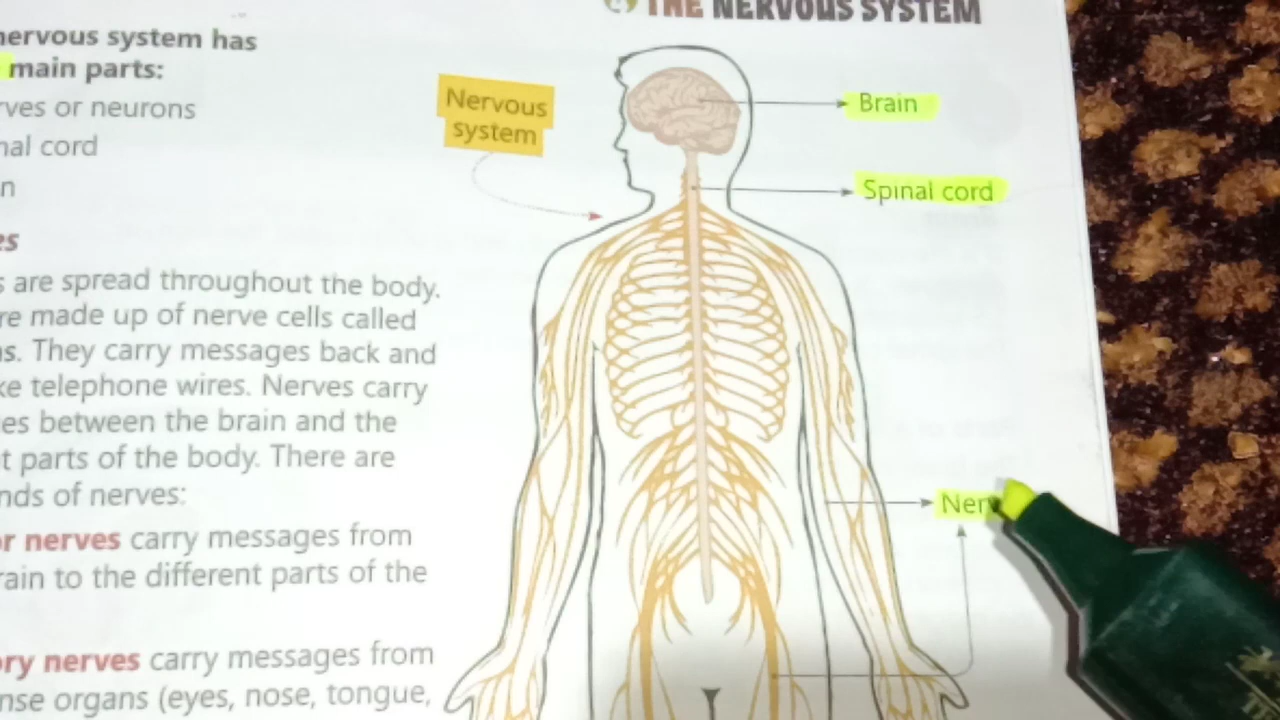 THE NERVOUS SYSTEM
nervous system has
main parts:
rves or neurons
nal cord
n
es
s are spread throughout the body.
re made up of nerve cells called
ns. They carry messages back and
ke telephone wires. Nerves carry
es between the brain and the
t parts of the body. There are
nds of nerves:
or nerves carry messages from
rain to the different parts of the
ory nerves carry messages from
nse organs (eyes, nose, tongue,
Nervous
system
Brain
Spinal cord
Ner